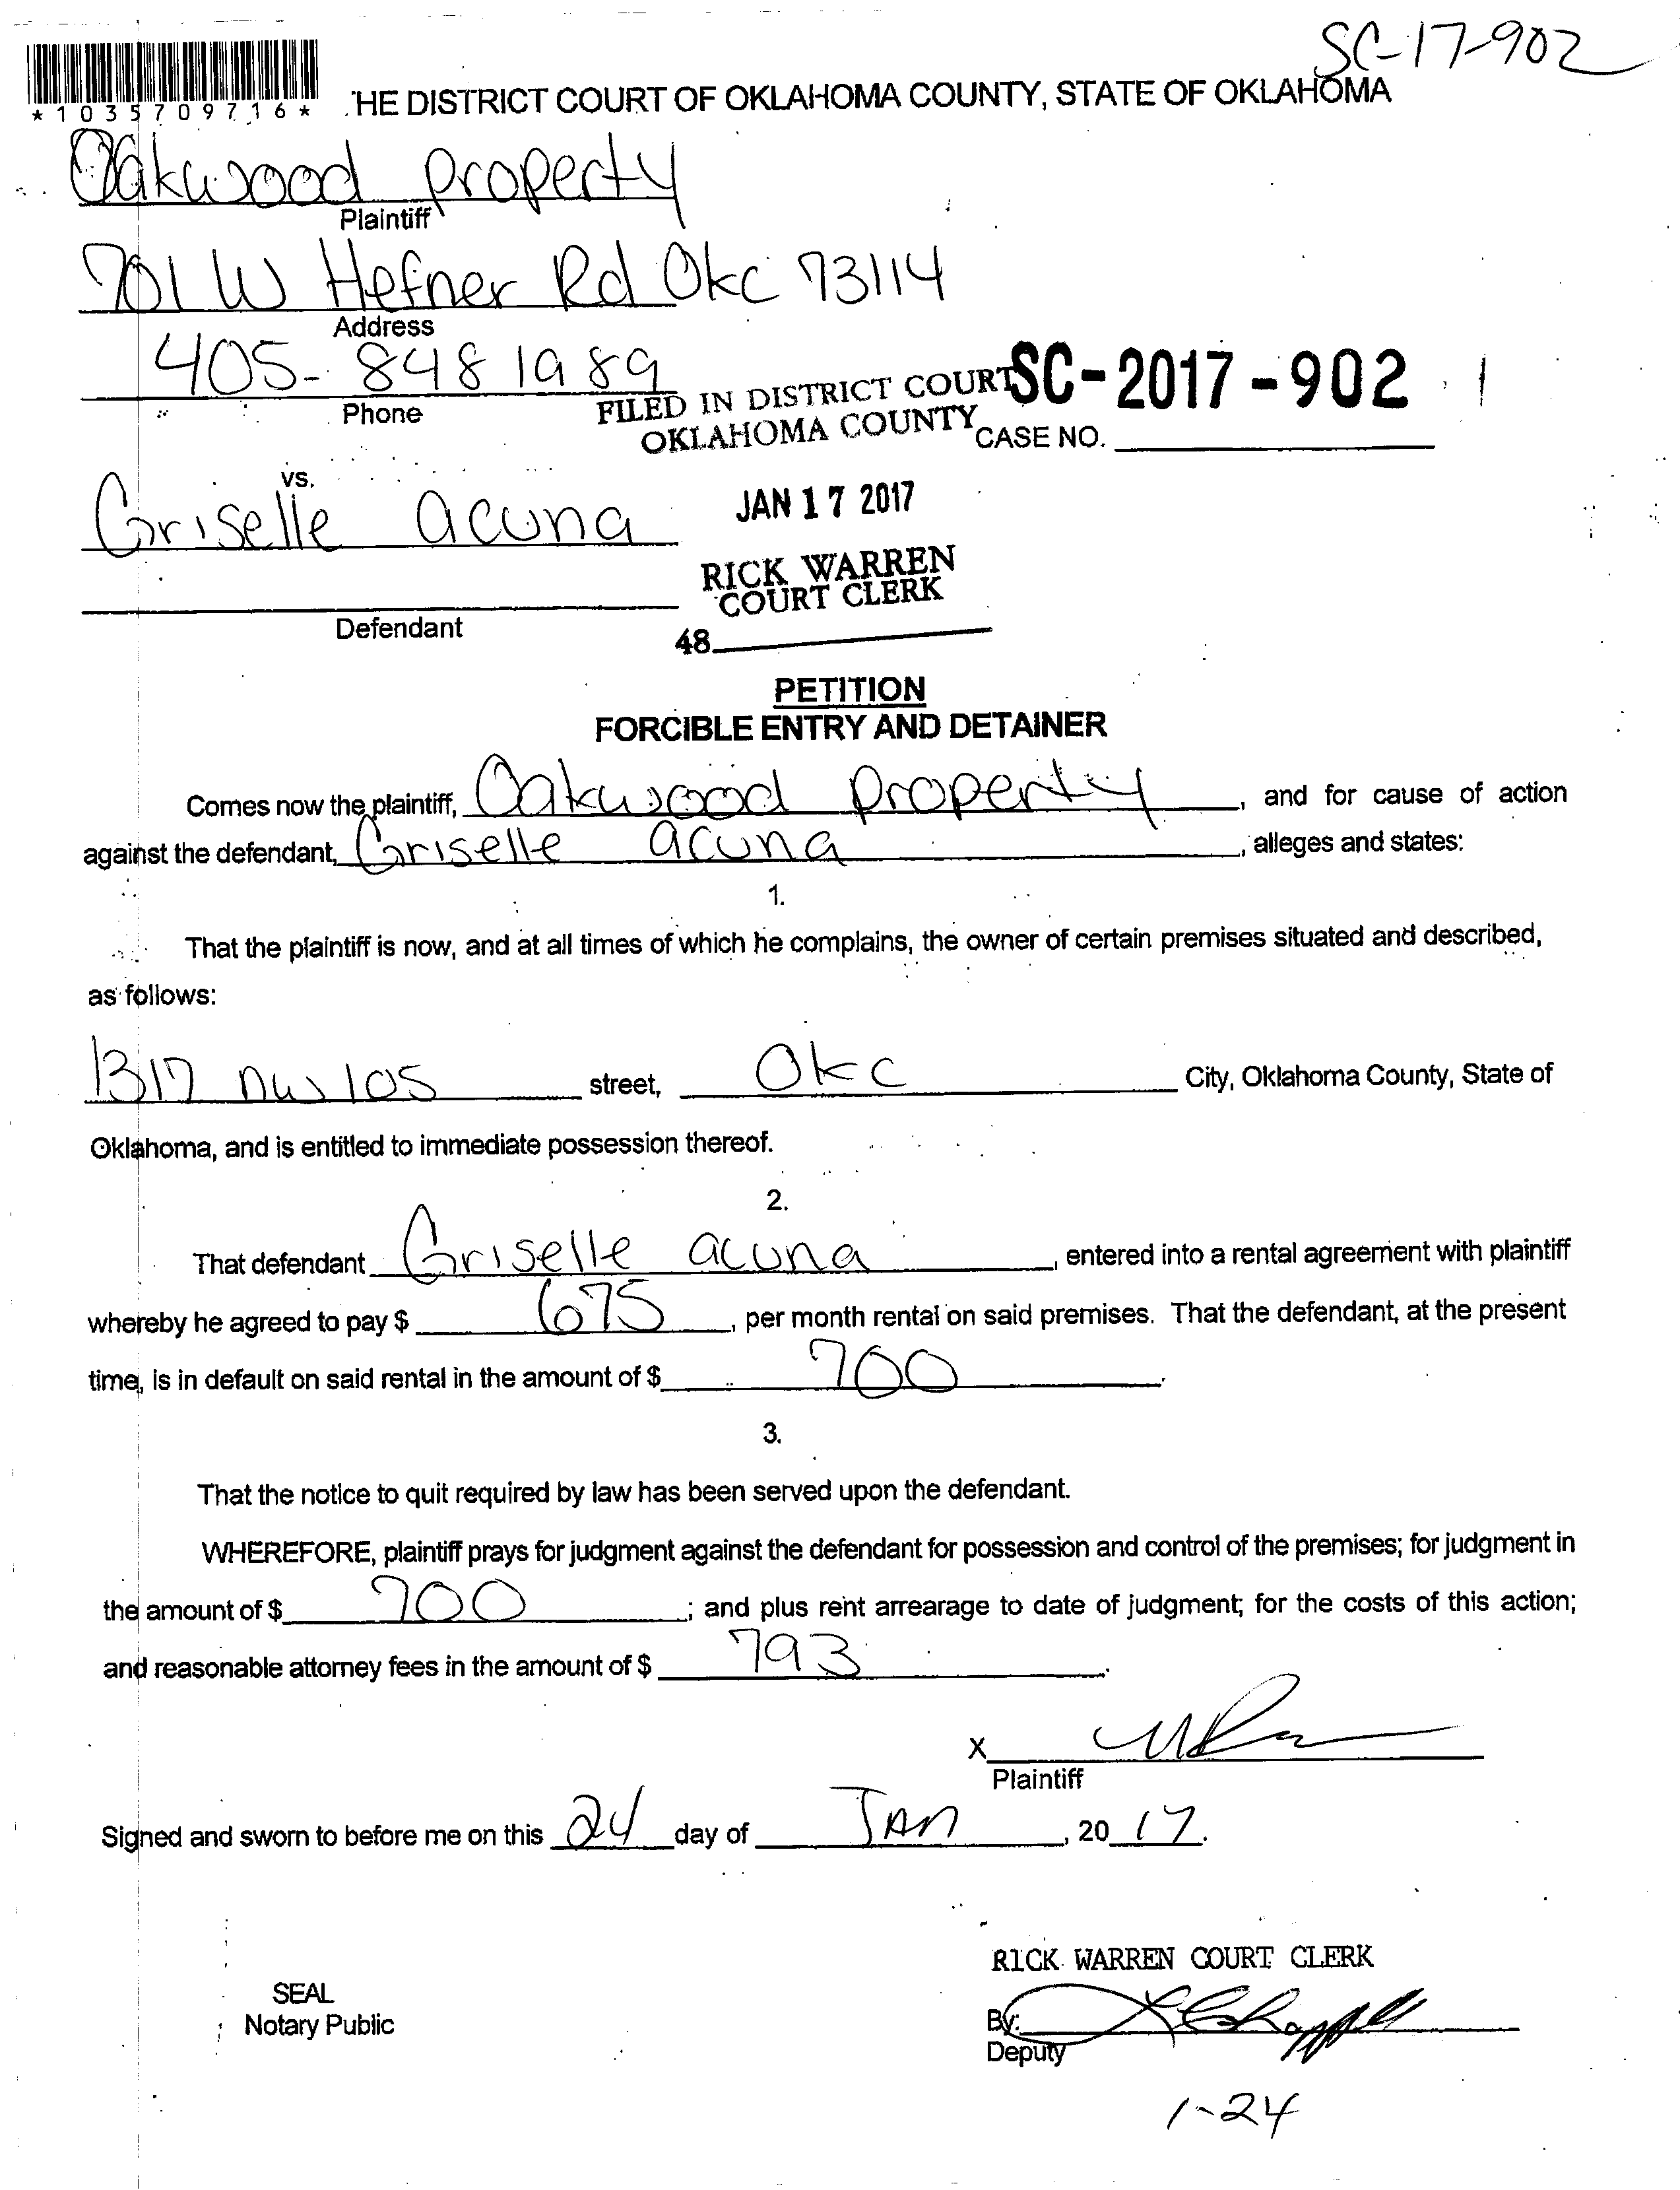 SC-17-902
*1035709716*
HE DISTRICT COURT OF OKLAHOMA COUNTY, STATE OF OKLAHOMA
Oakwood property
Plaintiff
701 W Hefner Rd Okc 73114
Address
405-848 1989
Phone
FILED IN DISTRICT COURT
OKLAHOMA COUNTY
SC-2017-902
CASE NO.
vs.
Griselle acuna
JAN 17 2017
RICK WARREN
COURT CLERK
Defendant
48
PETITION
FORCIBLE ENTRY AND DETAINER
Comes now the plaintiff, Oakwood Property, and for cause of action
against the defendant, Griselle acuna, alleges and states:
1.
That the plaintiff is now, and at all times of which he complains, the owner of certain premises situated and described,
as follows:
1317 nw 105 street, Okc City, Oklahoma County, State of
Oklahoma, and is entitled to immediate possession thereof.
2.
That defendant Griselle acuna, entered into a rental agreement with plaintiff
whereby he agreed to pay $ 675, per month rental on said premises. That the defendant, at the present
time, is in default on said rental in the amount of $ 700.
3.
That the notice to quit required by law has been served upon the defendant.
WHEREFORE, plaintiff prays for judgment against the defendant for possession and control of the premises; for judgment in
the amount of $ 700; and plus rent arrearage to date of judgment; for the costs of this action;
and reasonable attorney fees in the amount of $ 793.
X
Plaintiff
Signed and sworn to before me on this 24 day of JAN, 20 17.
RICK WARREN COURT CLERK
SEAL
Notary Public
By:
Deputy
1-24